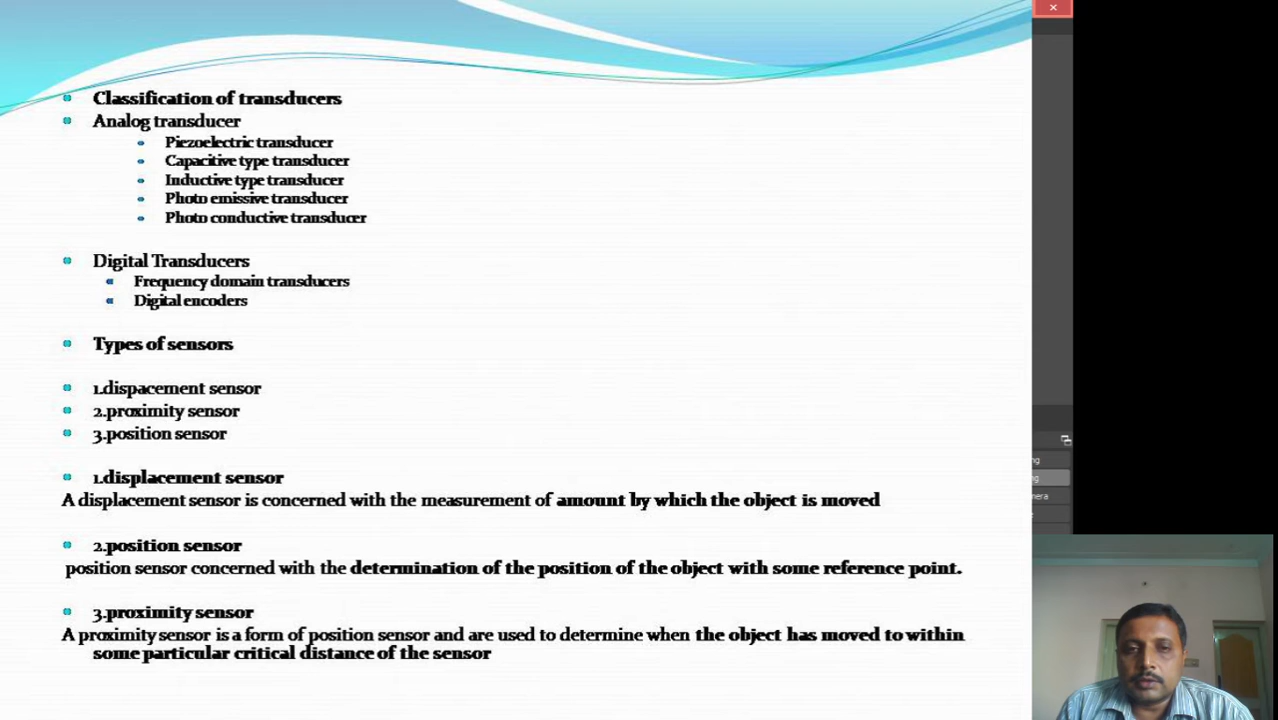 Classification of transducers
Analog transducer
Piezoelectric transducer
Capacitive type transducer
Inductive type transducer
Photo emissive transducer
Photo conductive transducer
Digital Transducers
Frequency domain transducers
Digital encoders
Types of sensors
1.dispacement sensor
2.proximity sensor
3.position sensor
1.displacement sensor
A displacement sensor is concerned with the measurement of amount by which the object is moved
2.position sensor
position sensor concerned with the determination of the position of the object with some reference point.
3.proximity sensor
A proximity sensor is a form of position sensor and are used to determine when the object has moved to within
some particular critical distance of the sensor
ng
ng
mera